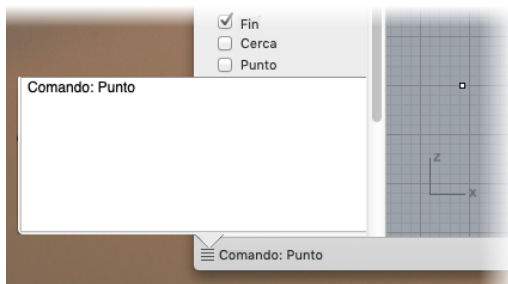 Fin
Cerca
Punto
Comando: Punto
z
x
Comando: Punto